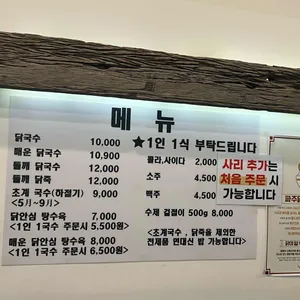 메 뉴
닭국수 10,000
매운 닭국수 10,900
들깨 닭국수 12,000
들깨 닭죽 12,000
초계 국수(하절기) 9,000
<5月~9月>
닭안심 탕수육 7,000
<1인 1국수 주문시 5,500원>
매운 닭안심 탕수육 8,000
<1인 1국수 주문시 6,500원>
★1인 1식 부탁드립니다
콜라,사이다 2,000
소주 4,500
맥주 4,500
수제 겉절이 500g 8,000
<초계국수, 닭죽을 제외한
전제품 면대신 밥 가능합니다.>
사리 추가는
처음 주문 시
가능합니다!